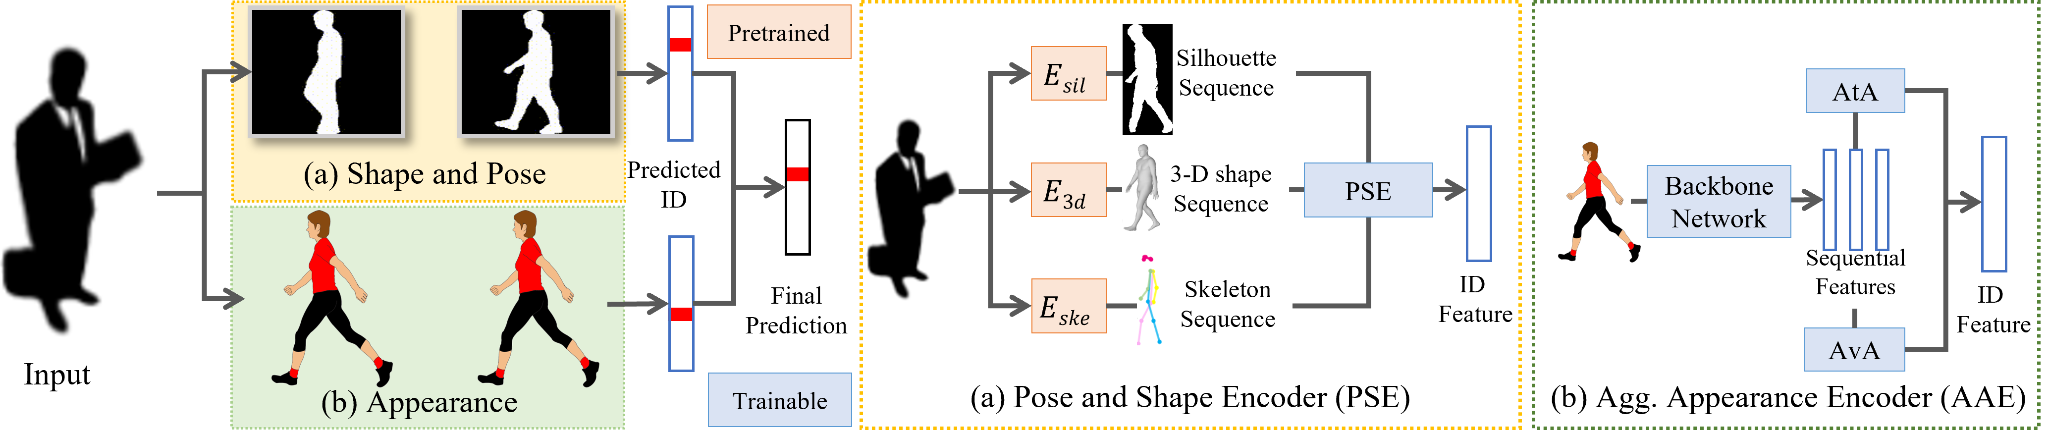 Input
(a) Shape and Pose
(b) Appearance
Pretrained
Predicted
ID
Final
Prediction
Trainable
E_sil
Silhouette
Sequence
E_3d
3-D shape
Sequence
E_ske
Skeleton
Sequence
PSE
ID
Feature
(a) Pose and Shape Encoder (PSE)
Backbone
Network
AtA
Sequential
Features
AvA
ID
Feature
(b) Agg. Appearance Encoder (AAE)